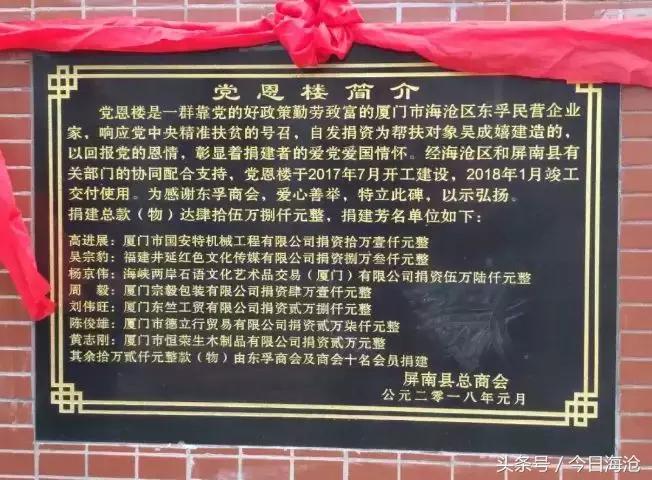 党恩楼简介
党恩楼是一群靠党的好政策勤劳致富的厦门市海沧区东孚民营企业
家，响应党中央精准扶贫的号召，自发捐资为帮扶对象吴成嬉建造的，
以回报党的恩情，彰显着捐建者的爱党爱国情怀。经海沧区和屏南县有
关部门的协同配合支持，党恩楼于2017年7月开工建设，2018年1月竣工
交付使用。为感谢东孚商会，爱心善举，特立此碑，以示弘扬。
捐建总款（物）达肆拾伍万捌仟元整，捐建芳名单位如下：
高进展：厦门市国安特机械工程有限公司捐资拾万壹仟元整
吴宗豹：福建井延红色文化传媒有限公司捐资捌万叁仟元整
杨京伟：海峡两岸石语文化艺术品交易（厦门）有限公司捐资伍万陆仟元整
周　毅：厦门宗毅包装有限公司捐资肆万壹仟元整
刘伟旺：厦门东竺工贸有限公司捐资贰万捌仟元整
陈俊雄：厦门市德立行贸易有限公司捐资贰万柒仟元整
黄志刚：厦门市恒荣生木制品有限公司捐资贰万元整
其余拾万贰仟元整款（物）由东孚商会及商会十名会员捐建
屏南县总商会
公元二零一八年元月
头条号／今日海沧